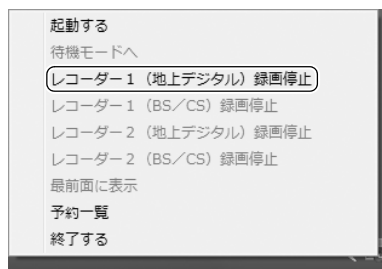 起動する
待機モードへ
レコーダー１（地上デジタル）録画停止
レコーダー１（BS／CS）録画停止
レコーダー２（地上デジタル）録画停止
レコーダー２（BS／CS）録画停止
最前面に表示
予約一覧
終了する